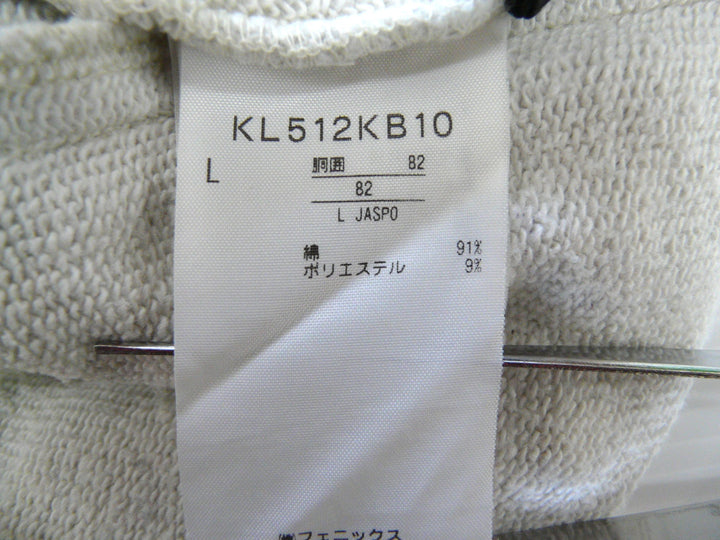 KL512KB10
L
胴囲 82
82
L JASPO
綿 91%
ポリエステル 9%
㈱フェニックス